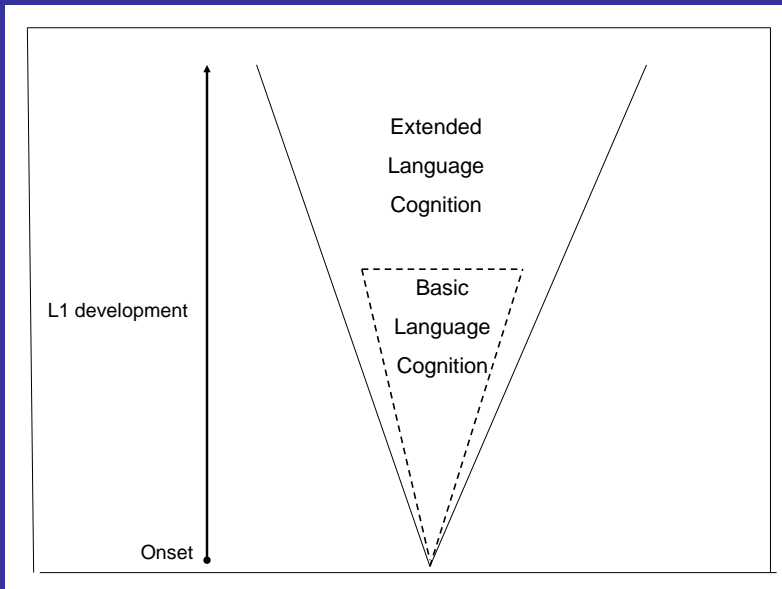 Extended
Language
Cognition
Basic
Language
Cognition
L1 development
Onset